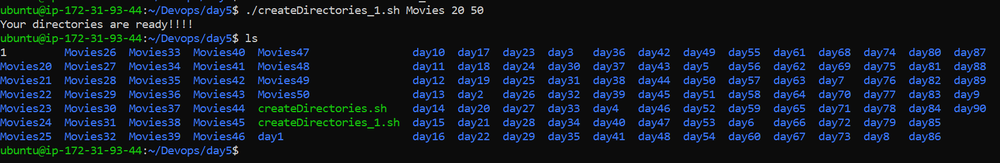 ubuntu@ip-172-31-93-44:~/Devops/day5$ ./createDirectories_1.sh Movies 20 50
Your directories are ready!!!!
ubuntu@ip-172-31-93-44:~/Devops/day5$ ls
1 Movies26 Movies33 Movies40 Movies47 day10 day17 day23 day3 day36 day42 day49 day55 day61 day68 day74 day80 day87
Movies20 Movies27 Movies34 Movies41 Movies48 day11 day18 day24 day30 day37 day43 day5 day56 day62 day69 day75 day81 day88
Movies21 Movies28 Movies35 Movies42 Movies49 day12 day19 day25 day31 day38 day44 day50 day57 day63 day7 day76 day82 day89
Movies22 Movies29 Movies36 Movies43 Movies50 day13 day2 day26 day32 day39 day45 day51 day58 day64 day70 day77 day83 day9
Movies23 Movies30 Movies37 Movies44 createDirectories.sh day14 day20 day27 day33 day4 day46 day52 day59 day65 day71 day78 day84 day90
Movies24 Movies31 Movies38 Movies45 createDirectories_1.sh day15 day21 day28 day34 day40 day47 day53 day6 day66 day72 day79 day85
Movies25 Movies32 Movies39 Movies46 day1 day16 day22 day29 day35 day41 day48 day54 day60 day67 day73 day8 day86
ubuntu@ip-172-31-93-44:~/Devops/day5$